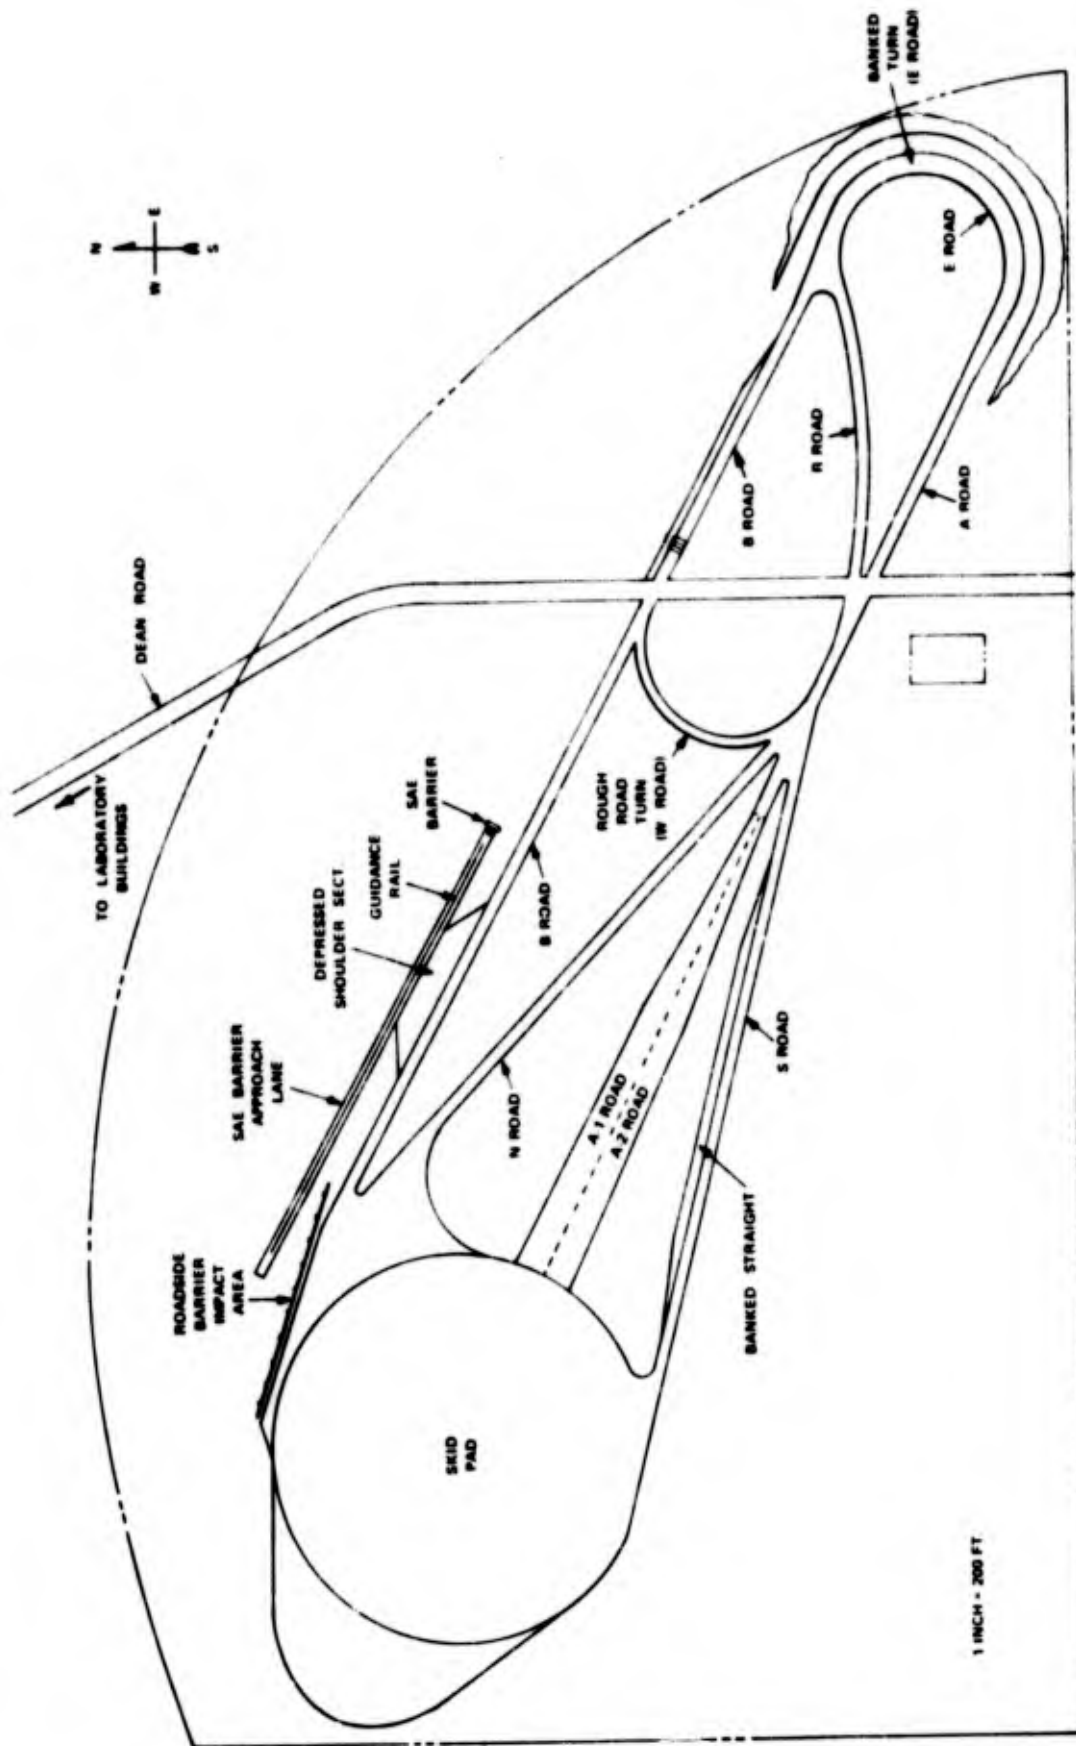 N
W
E
S
DEAN ROAD
TO LABORATORY
BUILDINGS
BANKED
TURN
(E ROAD)
E ROAD
R ROAD
B ROAD
A ROAD
SAE
BARRIER
GUIDANCE
RAIL
DEPRESSED
SHOULDER SECT.
SAE BARRIER
APPROACH
LANE
ROADSIDE
BARRIER
IMPACT
AREA
ROUGH
ROAD
TURN
(W ROAD)
B ROAD
N ROAD
A-1 ROAD
A-2 ROAD
S ROAD
BANKED STRAIGHT
SKID
PAD
1 INCH = 200 FT